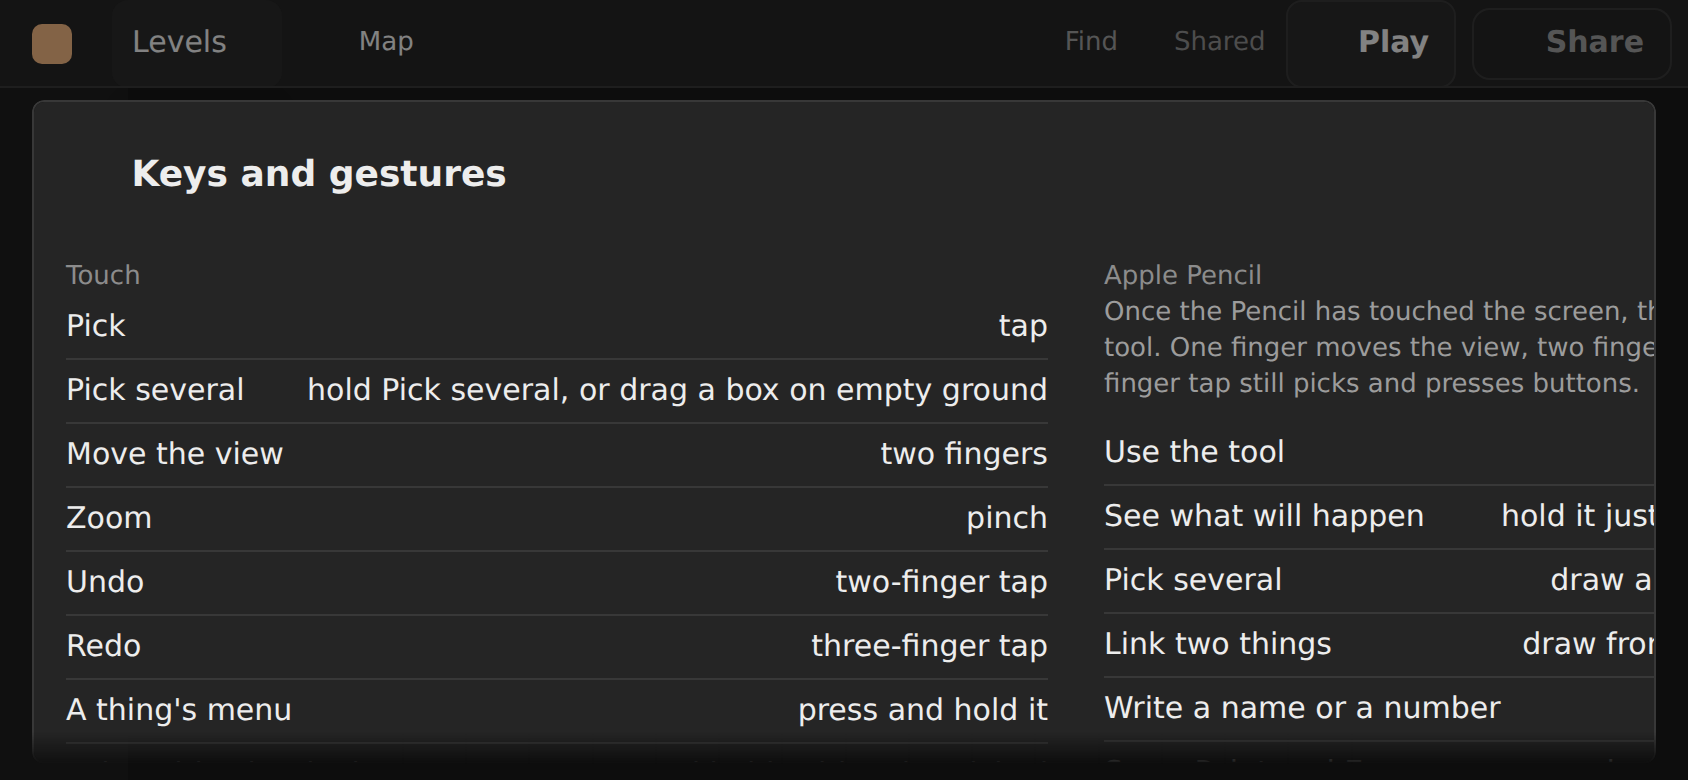 Levels
Map
Find
Shared
Play
Share
Keys and gestures
Touch
Pick tap
Pick several hold Pick several, or drag a box on empty ground
Move the view two fingers
Zoom pinch
Undo two-finger tap
Redo three-finger tap
A thing's menu press and hold it
Apple Pencil
Once the Pencil has touched the screen,
tool. One finger moves the view, two
finger tap still picks and presses buttons.
Use the tool
See what will happen hold it just
Pick several draw a
Link two things draw
Write a name or a number